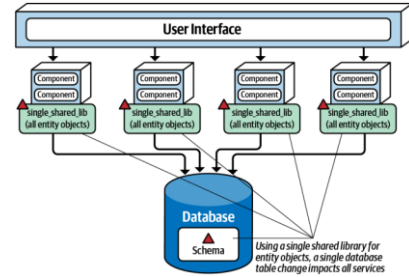 User Interface
Component
Component
Component
Component
Component
Component
Component
Component
single_shared_lib
(all entity objects)
single_shared_lib
(all entity objects)
single_shared_lib
(all entity objects)
single_shared_lib
(all entity objects)
Database
Schema
Using a single shared library for
entity objects, a single database
table change impacts all services